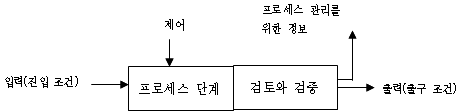 프로세스 관리를
위한 정보
제어
입력(진입 조건)
프로세스 단계
검토와 검증
출력(출구 조건)